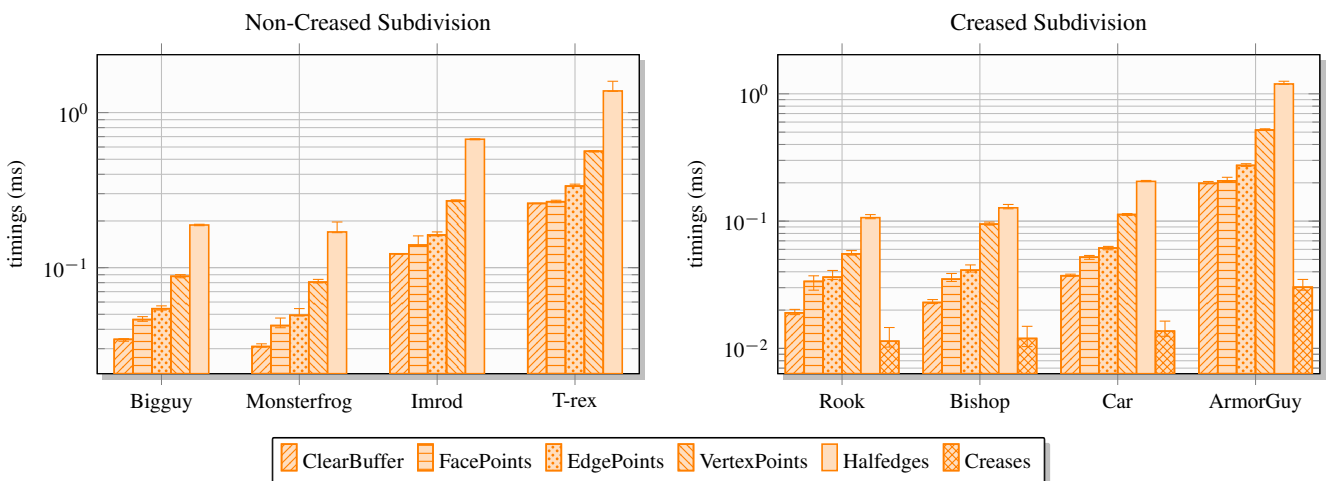 Non-Creased Subdivision
Creased Subdivision
timings (ms)
10^0
10^-1
Bigguy Monsterfrog Imrod T-rex
timings (ms)
10^0
10^-1
10^-2
Rook Bishop Car ArmorGuy
ClearBuffer FacePoints EdgePoints VertexPoints Halfedges Creases